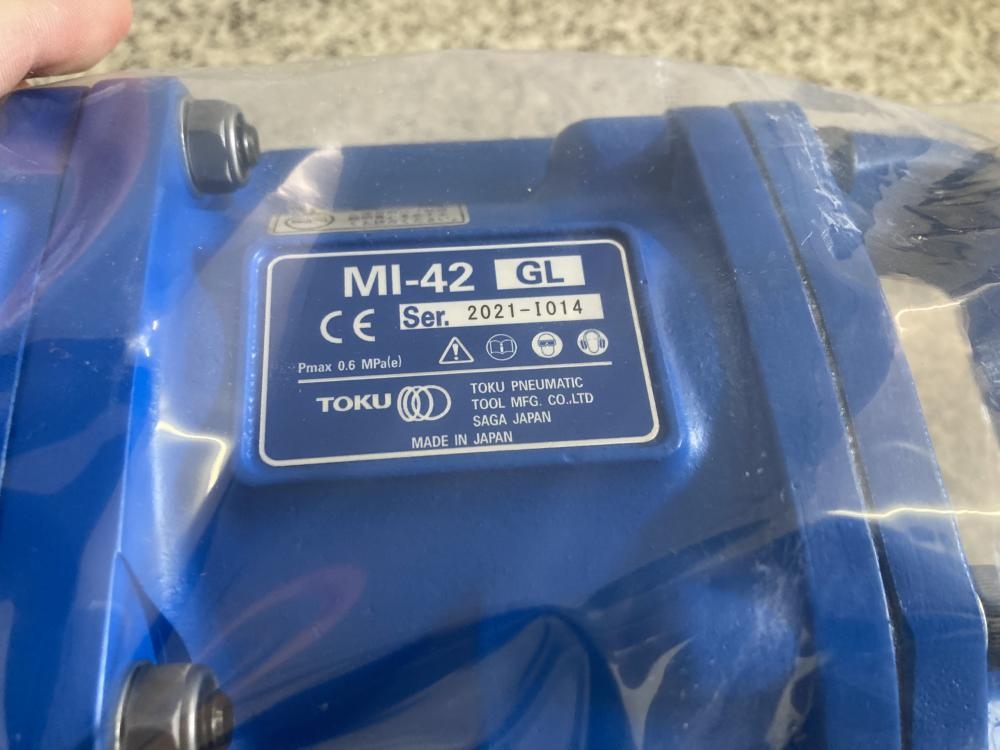 MI-42 GL
CE Ser. 2021-I014
Pmax 0.6 MPa(e)
TOKU
TOKU PNEUMATIC
TOOL MFG. CO.,LTD
SAGA JAPAN
MADE IN JAPAN